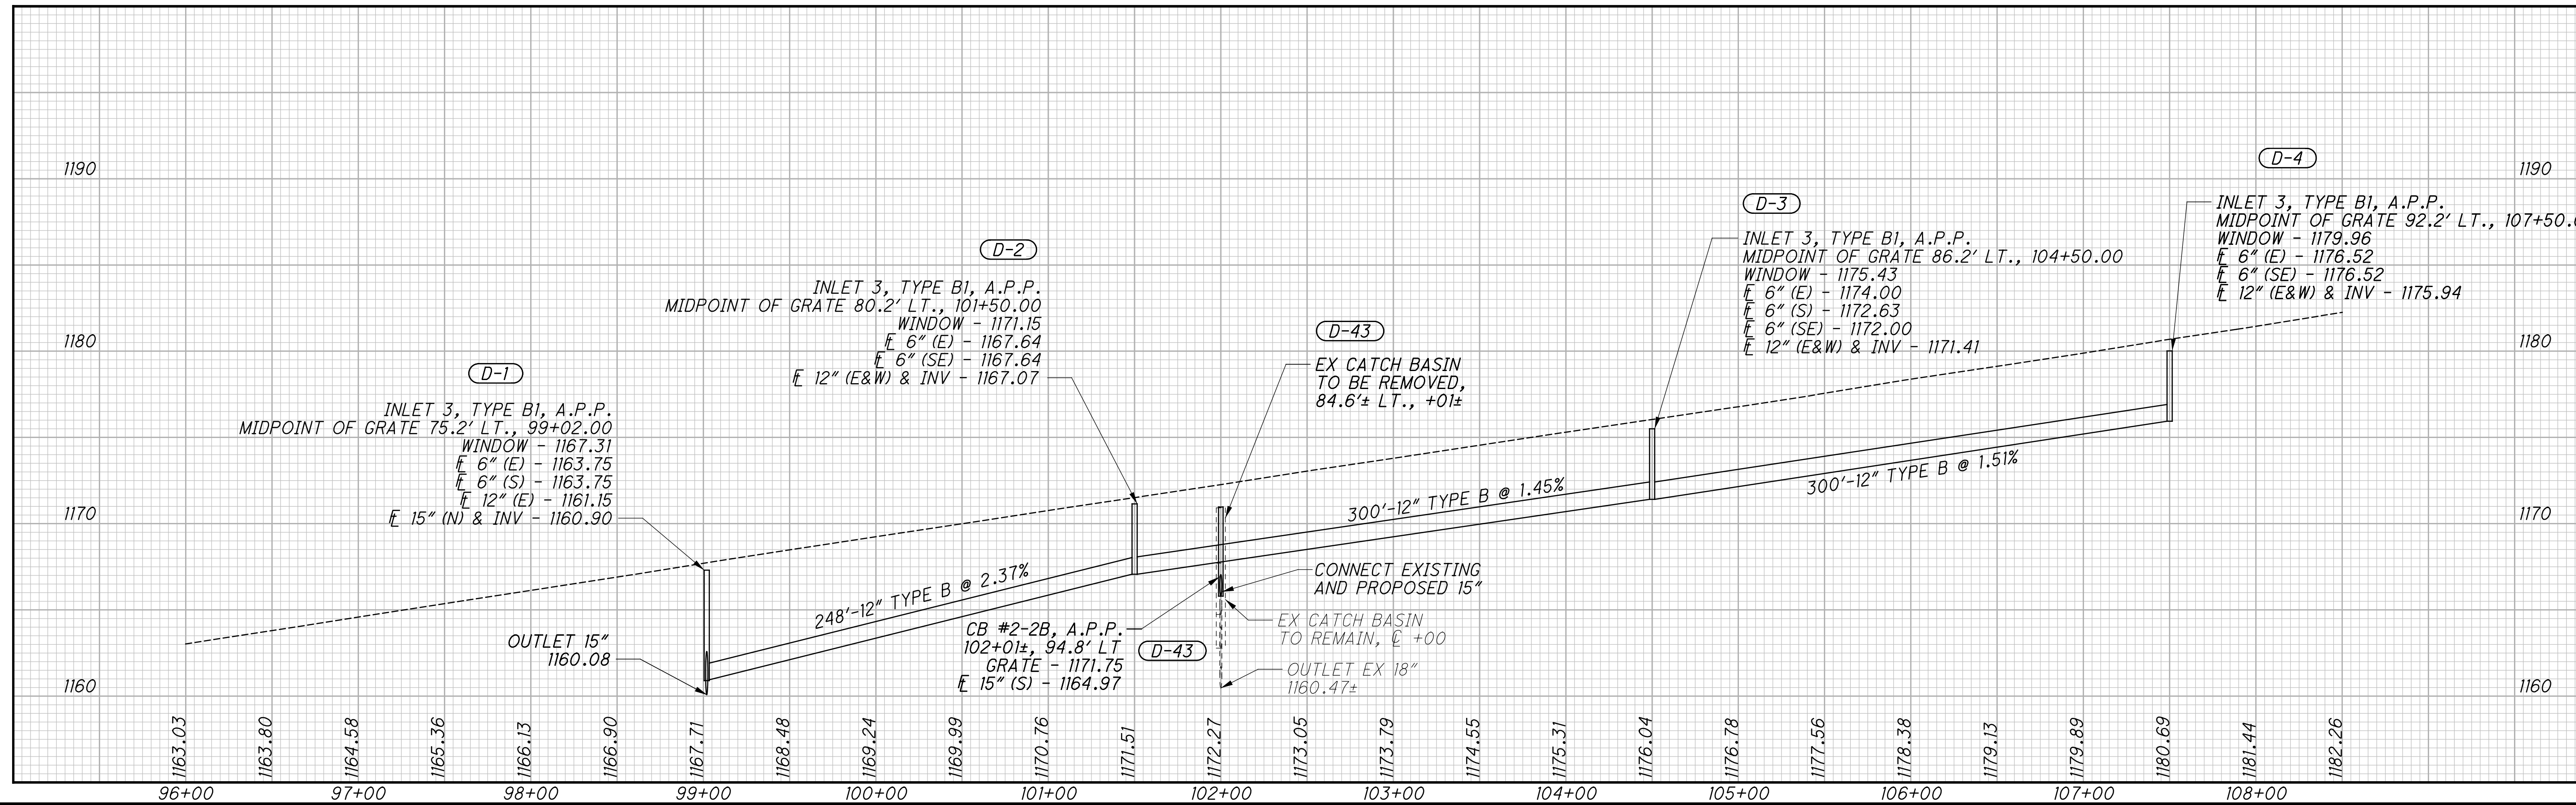 D-4
INLET 3, TYPE B1, A.P.P.
MIDPOINT OF GRATE 92.2' LT., 107+50.
WINDOW - 1179.96
℄ 6" (E) - 1176.52
℄ 6" (SE) - 1176.52
℄ 12" (E&W) & INV - 1175.94
D-3
INLET 3, TYPE B1, A.P.P.
MIDPOINT OF GRATE 86.2' LT., 104+50.00
WINDOW - 1175.43
℄ 6" (E) - 1174.00
℄ 6" (S) - 1172.63
℄ 6" (SE) - 1172.00
℄ 12" (E&W) & INV - 1171.41
D-2
INLET 3, TYPE B1, A.P.P.
MIDPOINT OF GRATE 80.2' LT., 101+50.00
WINDOW - 1171.15
℄ 6" (E) - 1167.64
℄ 6" (SE) - 1167.64
℄ 12" (E&W) & INV - 1167.07
D-43
EX CATCH BASIN
TO BE REMOVED,
84.6'± LT., +01±
D-1
INLET 3, TYPE B1, A.P.P.
MIDPOINT OF GRATE 75.2' LT., 99+02.00
WINDOW - 1167.31
℄ 6" (E) - 1163.75
℄ 6" (S) - 1163.75
℄ 12" (E) - 1161.15
℄ 15" (N) & INV - 1160.90
OUTLET 15"
1160.08
248'-12" TYPE B @ 2.37%
300'-12" TYPE B @ 1.45%
300'-12" TYPE B @ 1.51%
CONNECT EXISTING
AND PROPOSED 15"
EX CATCH BASIN
TO REMAIN, ℄ +00
OUTLET EX 18"
1160.47±
CB #2-2B, A.P.P.
102+01±, 94.8' LT
GRATE - 1171.75
℄ 15" (S) - 1164.97
D-43
1190
1180
1170
1160
1190
1180
1170
1160
1163.03
1163.80
1164.58
1165.36
1166.13
1166.90
1167.71
1168.48
1169.24
1169.99
1170.76
1171.51
1172.27
1173.05
1173.79
1174.55
1175.31
1176.04
1176.78
1177.56
1178.38
1179.13
1179.89
1180.69
1181.44
1182.26
96+00
97+00
98+00
99+00
100+00
101+00
102+00
103+00
104+00
105+00
106+00
107+00
108+00